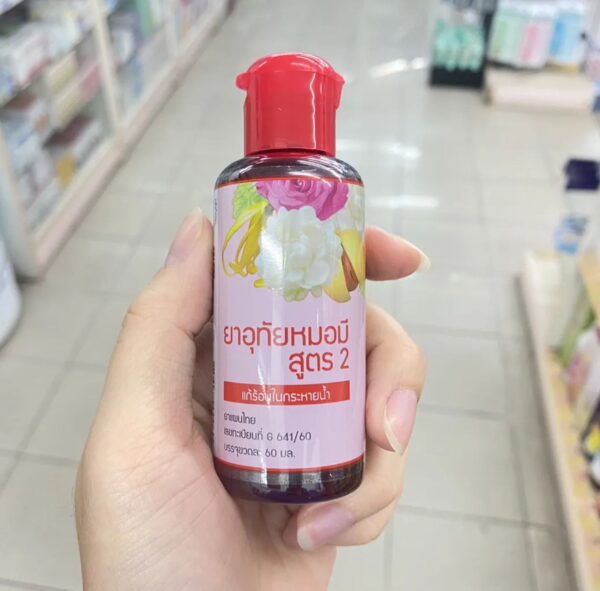 ยาอุทัยหมอมี
สูตร 2
แก้ร้อนในกระหายน้ำ
ยาแผนไทย
เลขทะเบียนที่ G 641/60
บรรจุขวดละ 60 มล.